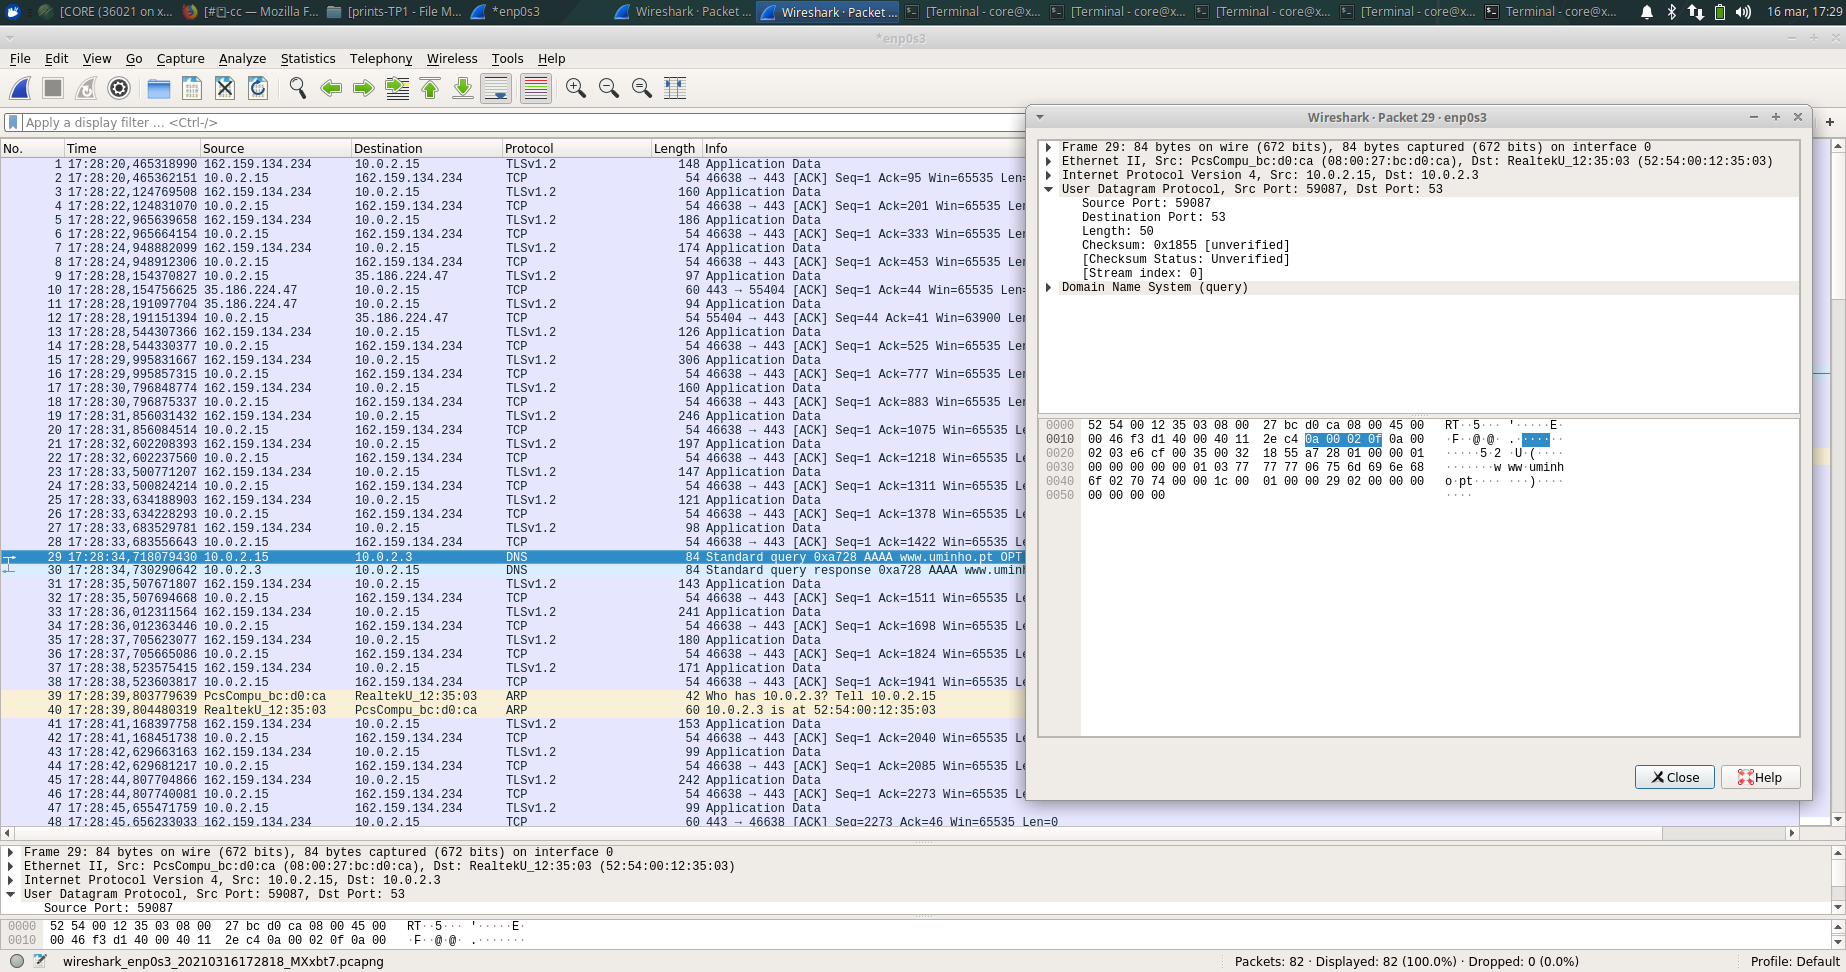 [CORE (36021 on x... [#🗨-cc — Mozilla F... [prints-TP1 - File M... *enp0s3 Wireshark · Packet ... Wireshark · Packet ... [Terminal - core@x... [Terminal - core@x... [Terminal - core@x... [Terminal - core@x... Terminal - core@x... 16 mar, 17:29
*enp0s3
File Edit View Go Capture Analyze Statistics Telephony Wireless Tools Help
Apply a display filter ... <Ctrl-/>
No. Time Source Destination Protocol Length Info
1 17:28:20,465318990 162.159.134.234 10.0.2.15 TLSv1.2 148 Application Data
2 17:28:20,465362151 10.0.2.15 162.159.134.234 TCP 54 46638 → 443 [ACK] Seq=1 Ack=95 Win=65535 Len=
3 17:28:22,124769508 162.159.134.234 10.0.2.15 TLSv1.2 160 Application Data
4 17:28:22,124831070 10.0.2.15 162.159.134.234 TCP 54 46638 → 443 [ACK] Seq=1 Ack=201 Win=65535 Le
5 17:28:22,965639658 162.159.134.234 10.0.2.15 TLSv1.2 186 Application Data
6 17:28:22,965664154 10.0.2.15 162.159.134.234 TCP 54 46638 → 443 [ACK] Seq=1 Ack=333 Win=65535 Le
7 17:28:24,948882099 162.159.134.234 10.0.2.15 TLSv1.2 174 Application Data
8 17:28:24,948912306 10.0.2.15 162.159.134.234 TCP 54 46638 → 443 [ACK] Seq=1 Ack=453 Win=65535 Le
9 17:28:28,154370827 10.0.2.15 35.186.224.47 TLSv1.2 97 Application Data
10 17:28:28,154756625 35.186.224.47 10.0.2.15 TCP 60 443 → 55404 [ACK] Seq=1 Ack=44 Win=65535 Len=
11 17:28:28,191097704 35.186.224.47 10.0.2.15 TLSv1.2 94 Application Data
12 17:28:28,191151394 10.0.2.15 35.186.224.47 TCP 54 55404 → 443 [ACK] Seq=44 Ack=41 Win=63900 Len
13 17:28:28,544307366 162.159.134.234 10.0.2.15 TLSv1.2 126 Application Data
14 17:28:28,544330377 10.0.2.15 162.159.134.234 TCP 54 46638 → 443 [ACK] Seq=1 Ack=525 Win=65535 Le
15 17:28:29,995831667 162.159.134.234 10.0.2.15 TLSv1.2 306 Application Data
16 17:28:29,995857315 10.0.2.15 162.159.134.234 TCP 54 46638 → 443 [ACK] Seq=1 Ack=777 Win=65535 Le
17 17:28:30,796848774 162.159.134.234 10.0.2.15 TLSv1.2 160 Application Data
18 17:28:30,796875337 10.0.2.15 162.159.134.234 TCP 54 46638 → 443 [ACK] Seq=1 Ack=883 Win=65535 Le
19 17:28:31,856031432 162.159.134.234 10.0.2.15 TLSv1.2 246 Application Data
20 17:28:31,856084514 10.0.2.15 162.159.134.234 TCP 54 46638 → 443 [ACK] Seq=1 Ack=1075 Win=65535 L
21 17:28:32,602208393 162.159.134.234 10.0.2.15 TLSv1.2 197 Application Data
22 17:28:32,602237560 10.0.2.15 162.159.134.234 TCP 54 46638 → 443 [ACK] Seq=1 Ack=1218 Win=65535 L
23 17:28:33,500771207 162.159.134.234 10.0.2.15 TLSv1.2 147 Application Data
24 17:28:33,500824214 10.0.2.15 162.159.134.234 TCP 54 46638 → 443 [ACK] Seq=1 Ack=1311 Win=65535 L
25 17:28:33,634188903 162.159.134.234 10.0.2.15 TLSv1.2 121 Application Data
26 17:28:33,634228293 10.0.2.15 162.159.134.234 TCP 54 46638 → 443 [ACK] Seq=1 Ack=1378 Win=65535 L
27 17:28:33,683529781 162.159.134.234 10.0.2.15 TLSv1.2 98 Application Data
28 17:28:33,683556643 10.0.2.15 162.159.134.234 TCP 54 46638 → 443 [ACK] Seq=1 Ack=1422 Win=65535 L
29 17:28:34,718079430 10.0.2.15 10.0.2.3 DNS 84 Standard query 0xa728 AAAA www.uminho.pt OPT
30 17:28:34,730290642 10.0.2.3 10.0.2.15 DNS 84 Standard query response 0xa728 AAAA www.umin
31 17:28:35,507671807 162.159.134.234 10.0.2.15 TLSv1.2 143 Application Data
32 17:28:35,507694668 10.0.2.15 162.159.134.234 TCP 54 46638 → 443 [ACK] Seq=1 Ack=1511 Win=65535 L
33 17:28:36,012311564 162.159.134.234 10.0.2.15 TLSv1.2 241 Application Data
34 17:28:36,012363446 10.0.2.15 162.159.134.234 TCP 54 46638 → 443 [ACK] Seq=1 Ack=1698 Win=65535 L
35 17:28:37,705623077 162.159.134.234 10.0.2.15 TLSv1.2 180 Application Data
36 17:28:37,705665086 10.0.2.15 162.159.134.234 TCP 54 46638 → 443 [ACK] Seq=1 Ack=1824 Win=65535 L
37 17:28:38,523575415 162.159.134.234 10.0.2.15 TLSv1.2 171 Application Data
38 17:28:38,523603817 10.0.2.15 162.159.134.234 TCP 54 46638 → 443 [ACK] Seq=1 Ack=1941 Win=65535 L
39 17:28:39,803779639 PcsCompu_bc:d0:ca RealtekU_12:35:03 ARP 42 Who has 10.0.2.3? Tell 10.0.2.15
40 17:28:39,804480319 RealtekU_12:35:03 PcsCompu_bc:d0:ca ARP 60 10.0.2.3 is at 52:54:00:12:35:03
41 17:28:41,168397758 162.159.134.234 10.0.2.15 TLSv1.2 153 Application Data
42 17:28:41,168451738 10.0.2.15 162.159.134.234 TCP 54 46638 → 443 [ACK] Seq=1 Ack=2040 Win=65535 L
43 17:28:42,629663163 162.159.134.234 10.0.2.15 TLSv1.2 99 Application Data
44 17:28:42,629681217 10.0.2.15 162.159.134.234 TCP 54 46638 → 443 [ACK] Seq=1 Ack=2085 Win=65535 L
45 17:28:44,807704866 162.159.134.234 10.0.2.15 TLSv1.2 242 Application Data
46 17:28:44,807740081 10.0.2.15 162.159.134.234 TCP 54 46638 → 443 [ACK] Seq=1 Ack=2273 Win=65535 L
47 17:28:45,655471759 10.0.2.15 162.159.134.234 TLSv1.2 99 Application Data
48 17:28:45,656233033 162.159.134.234 10.0.2.15 TCP 60 443 → 46638 [ACK] Seq=2273 Ack=46 Win=65535 Len=0
Wireshark · Packet 29 · enp0s3
Frame 29: 84 bytes on wire (672 bits), 84 bytes captured (672 bits) on interface 0
Ethernet II, Src: PcsCompu_bc:d0:ca (08:00:27:bc:d0:ca), Dst: RealtekU_12:35:03 (52:54:00:12:35:03)
Internet Protocol Version 4, Src: 10.0.2.15, Dst: 10.0.2.3
User Datagram Protocol, Src Port: 59087, Dst Port: 53
Source Port: 59087
Destination Port: 53
Length: 50
Checksum: 0x1855 [unverified]
[Checksum Status: Unverified]
[Stream index: 0]
Domain Name System (query)
0000 52 54 00 12 35 03 08 00 27 bc d0 ca 08 00 45 00 RT··5··· '·····E·
0010 00 46 f3 d1 40 00 40 11 2e c4 0a 00 02 0f 0a 00 ·F··@·@· .·······
0020 02 03 e6 cf 00 35 00 32 18 55 a7 28 01 00 00 01 ·····5·2 ·U·(····
0030 00 00 00 00 00 01 03 77 77 77 06 75 6d 69 6e 68 ·······w ww·uminh
0040 6f 02 70 74 00 00 1c 00 01 00 00 29 02 00 00 00 o·pt···· ···)····
0050 00 00 00 00 ····
Close Help
Frame 29: 84 bytes on wire (672 bits), 84 bytes captured (672 bits) on interface 0
Ethernet II, Src: PcsCompu_bc:d0:ca (08:00:27:bc:d0:ca), Dst: RealtekU_12:35:03 (52:54:00:12:35:03)
Internet Protocol Version 4, Src: 10.0.2.15, Dst: 10.0.2.3
User Datagram Protocol, Src Port: 59087, Dst Port: 53
Source Port: 59087
0000 52 54 00 12 35 03 08 00 27 bc d0 ca 08 00 45 00 RT··5··· '·····E·
0010 00 46 f3 d1 40 00 40 11 2e c4 0a 00 02 0f 0a 00 ·F··@·@· .·······
wireshark_enp0s3_20210316172818_MXxbt7.pcapng Packets: 82 · Displayed: 82 (100.0%) · Dropped: 0 (0.0%) Profile: Default